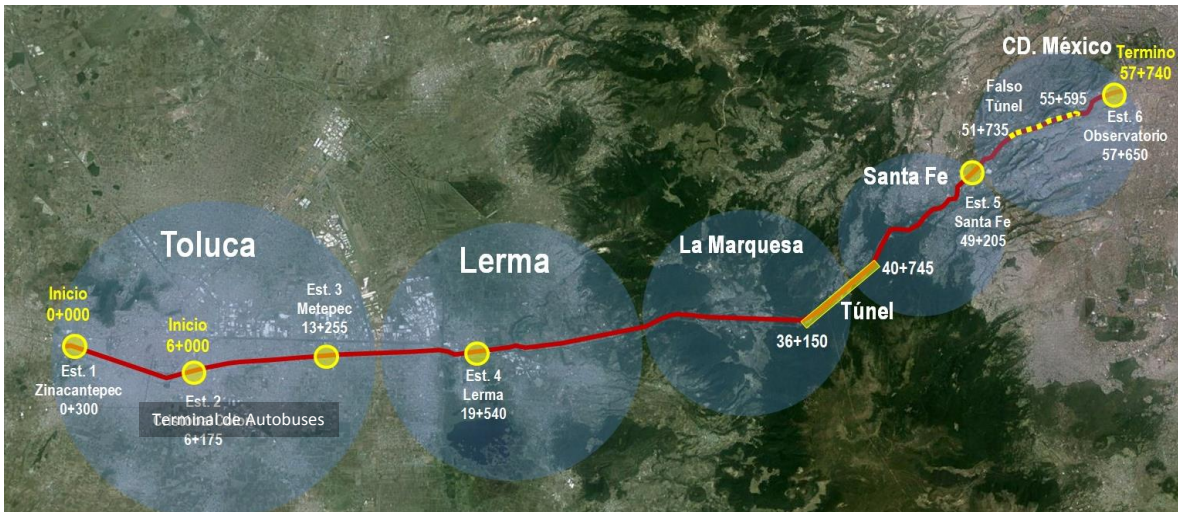 CD. México
Termino
57+740
Falso
Túnel
55+595
51+735
Est. 6
Observatorio
57+650
Santa Fe
Est. 5
Santa Fe
49+205
La Marquesa
40+745
Túnel
36+150
Toluca
Lerma
Inicio
0+000
Inicio
6+000
Est. 3
Metepec
13+255
Est. 1
Zinacantepec
0+300
Est. 2
Terminal de Autobuses
6+175
Est. 4
Lerma
19+540